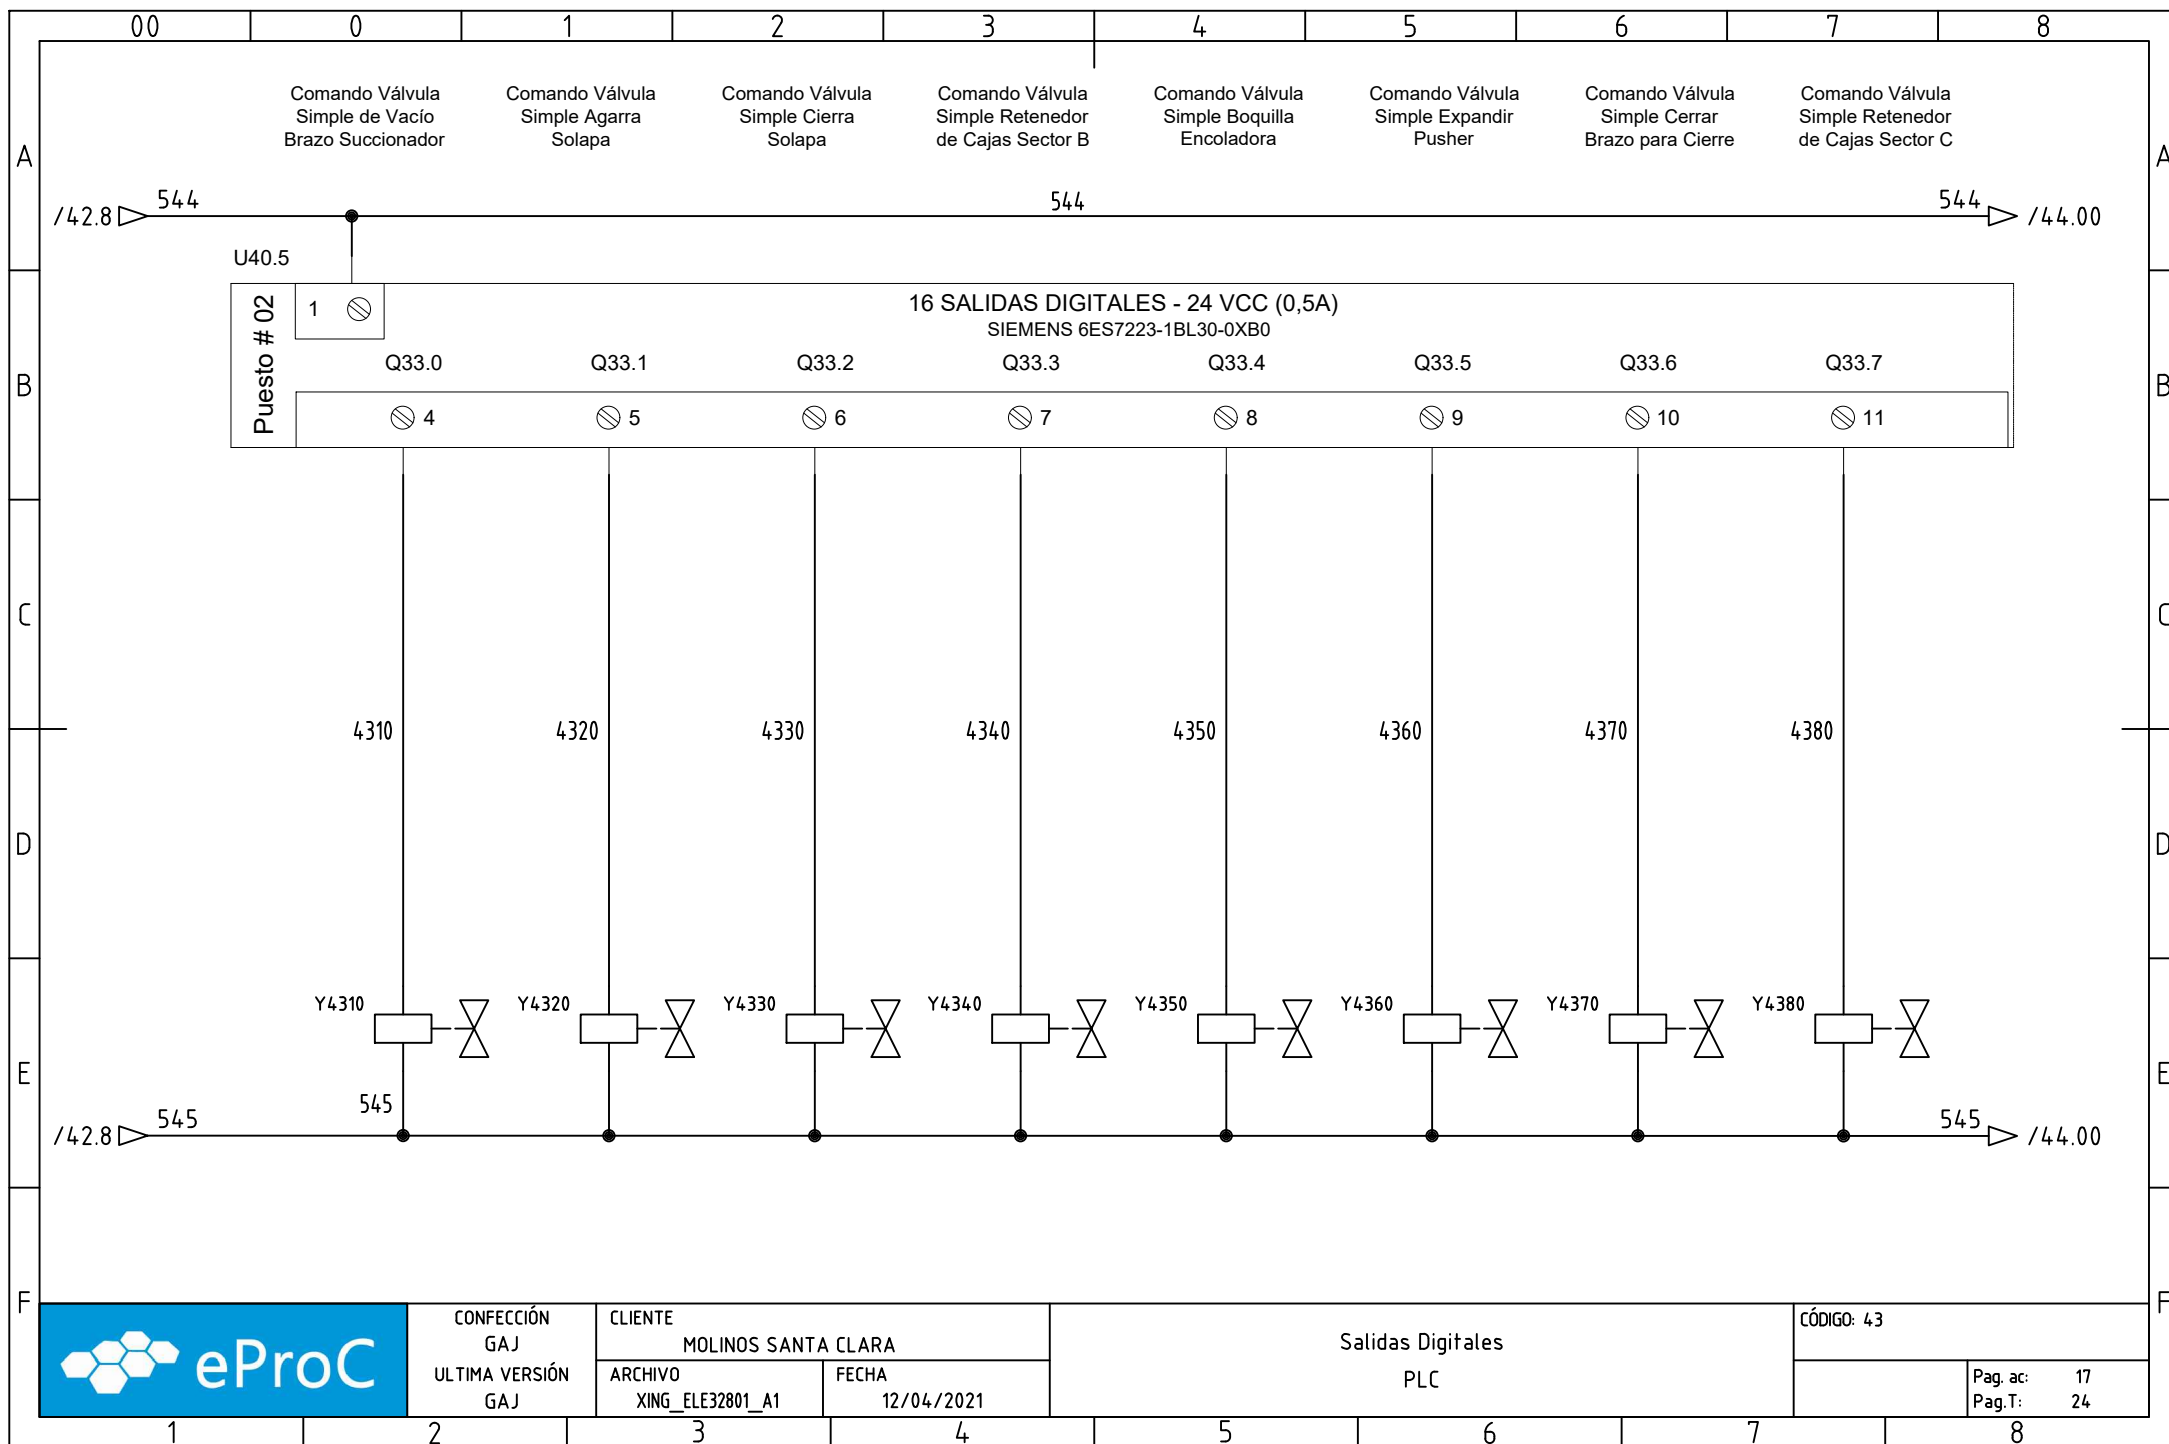 00 0 1 2 3 4 5 6 7 8
Comando Válvula
Simple de Vacío
Brazo Succionador
Comando Válvula
Simple Agarra
Solapa
Comando Válvula
Simple Cierra
Solapa
Comando Válvula
Simple Retenedor
de Cajas Sector B
Comando Válvula
Simple Boquilla
Encoladora
Comando Válvula
Simple Expandir
Pusher
Comando Válvula
Simple Cerrar
Brazo para Cierre
Comando Válvula
Simple Retenedor
de Cajas Sector C
A A
/42.8 544 544 544 /44.00
U40.5
Puesto # 02
1
16 SALIDAS DIGITALES - 24 VCC (0,5A)
SIEMENS 6ES7223-1BL30-0XB0
Q33.0 Q33.1 Q33.2 Q33.3 Q33.4 Q33.5 Q33.6 Q33.7
B B
4 5 6 7 8 9 10 11
C C
4310 4320 4330 4340 4350 4360 4370 4380
D D
Y4310 Y4320 Y4330 Y4340 Y4350 Y4360 Y4370 Y4380
E E
545
/42.8 545 545 /44.00
F F
eProC
CONFECCIÓN
GAJ
ULTIMA VERSIÓN
GAJ
CLIENTE
MOLINOS SANTA CLARA
ARCHIVO
XING_ELE32801_A1
FECHA
12/04/2021
Salidas Digitales
PLC
CÓDIGO: 43
Pag. ac: 17
Pag.T: 24
1 2 3 4 5 6 7 8